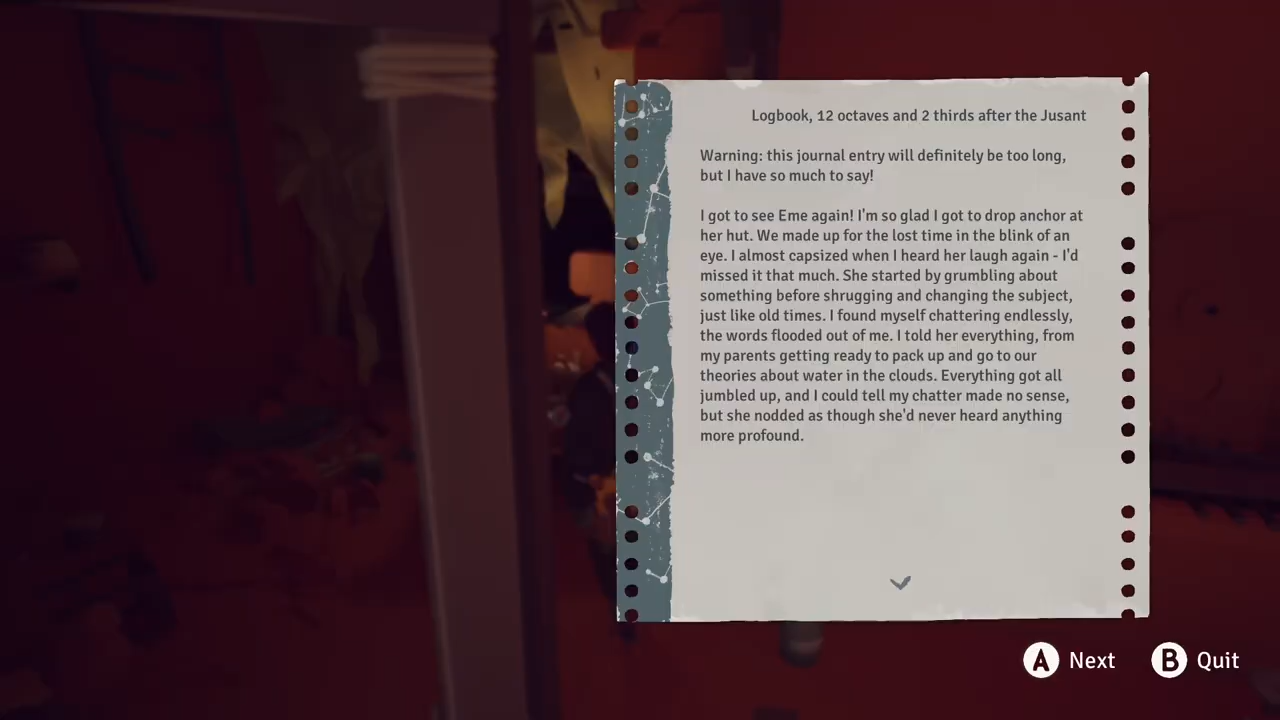 Logbook, 12 octaves and 2 thirds after the Jusant
Warning: this journal entry will definitely be too long,
but I have so much to say!
I got to see Eme again! I'm so glad I got to drop anchor at
her hut. We made up for the lost time in the blink of an
eye. I almost capsized when I heard her laugh again - I'd
missed it that much. She started by grumbling about
something before shrugging and changing the subject,
just like old times. I found myself chattering endlessly,
the words flooded out of me. I told her everything, from
my parents getting ready to pack up and go to our
theories about water in the clouds. Everything got all
jumbled up, and I could tell my chatter made no sense,
but she nodded as though she'd never heard anything
more profound.
A Next B Quit